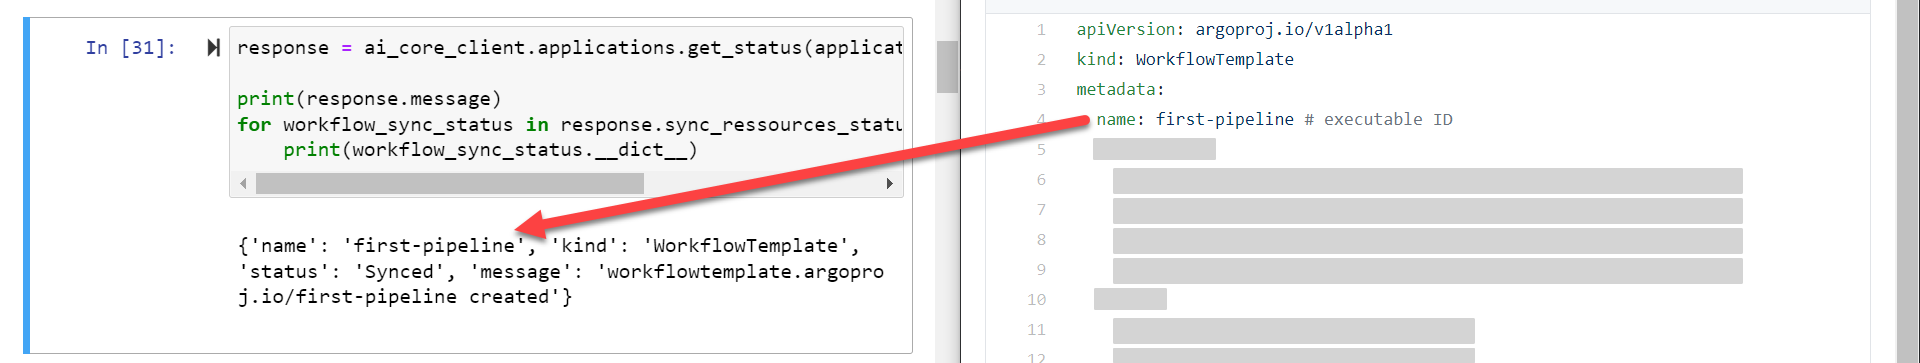 In [31]:
response = ai_core_client.applications.get_status(applicat
print(response.message)
for workflow_sync_status in response.sync_ressources_statu
print(workflow_sync_status.__dict__)
{'name': 'first-pipeline', 'kind': 'WorkflowTemplate',
'status': 'Synced', 'message': 'workflowtemplate.argopro
j.io/first-pipeline created'}
1 apiVersion: argoproj.io/v1alpha1
2 kind: WorkflowTemplate
3 metadata:
4 name: first-pipeline # executable ID
5
6
7
8
9
10
11
12